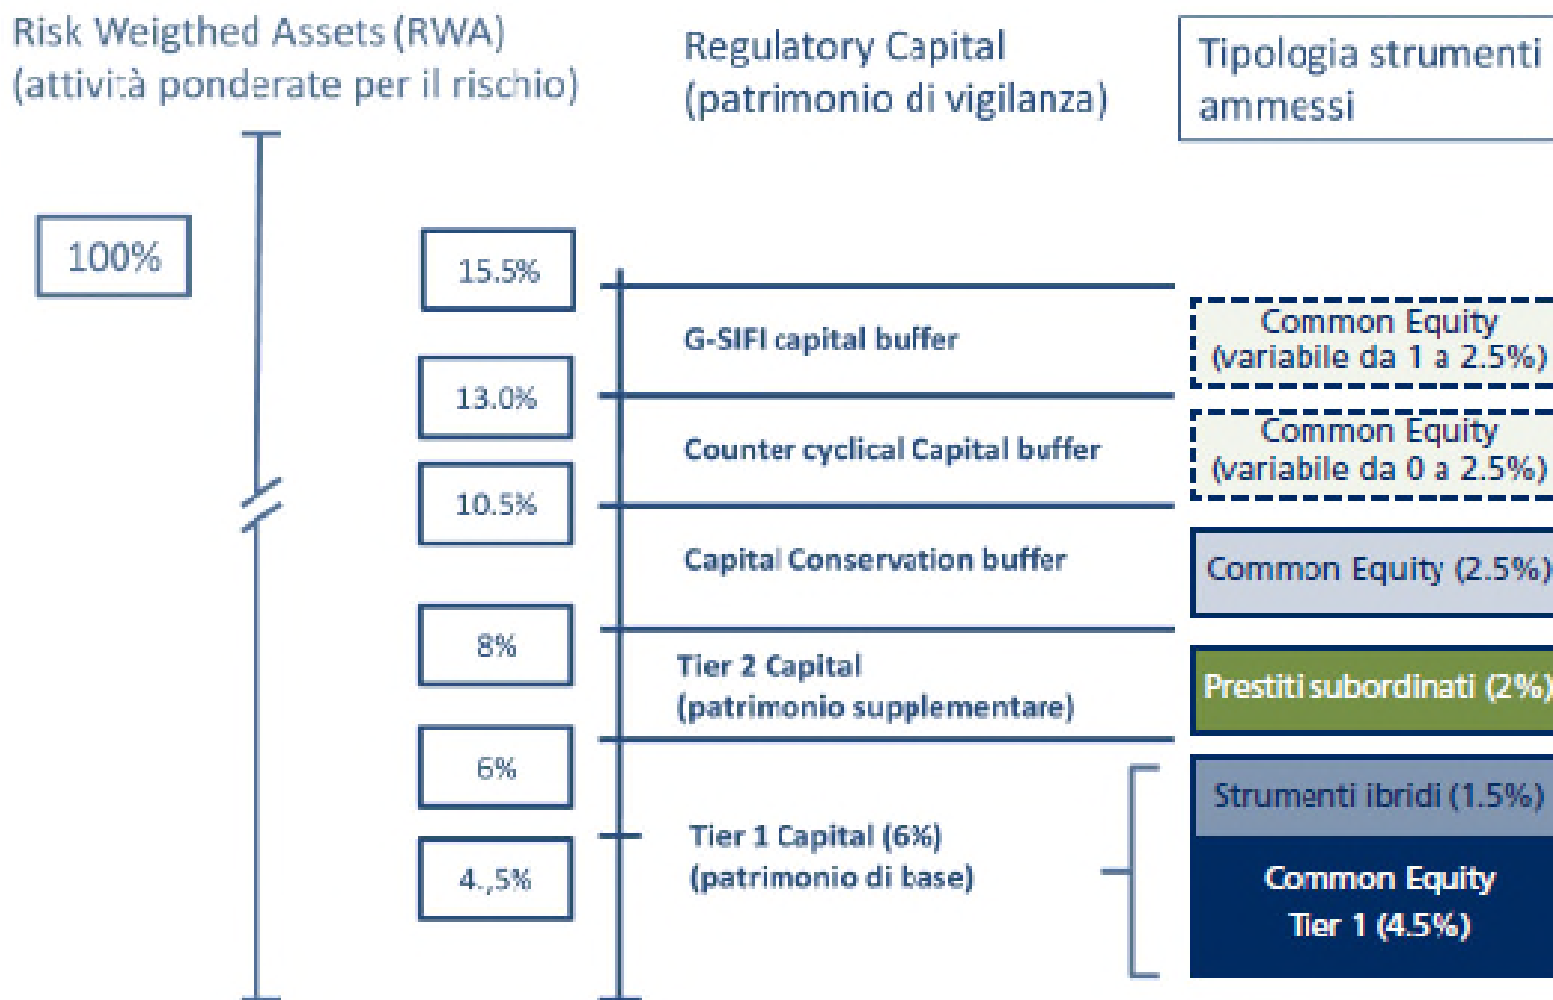 Risk Weigthed Assets (RWA)
(attività ponderate per il rischio)
Regulatory Capital
(patrimonio di vigilanza)
Tipologia strumenti
ammessi
100%
15.5%
G-SIFI capital buffer
Common Equity
(variabile da 1 a 2.5%)
13.0%
Counter cyclical Capital buffer
Common Equity
(variabile da 0 a 2.5%)
10.5%
Capital Conservation buffer
Common Equity (2.5%)
8%
Tier 2 Capital
(patrimonio supplementare)
Prestiti subordinati (2%)
6%
Strumenti ibridi (1.5%)
Tier 1 Capital (6%)
(patrimonio di base)
4.,5%
Common Equity
Tier 1 (4.5%)